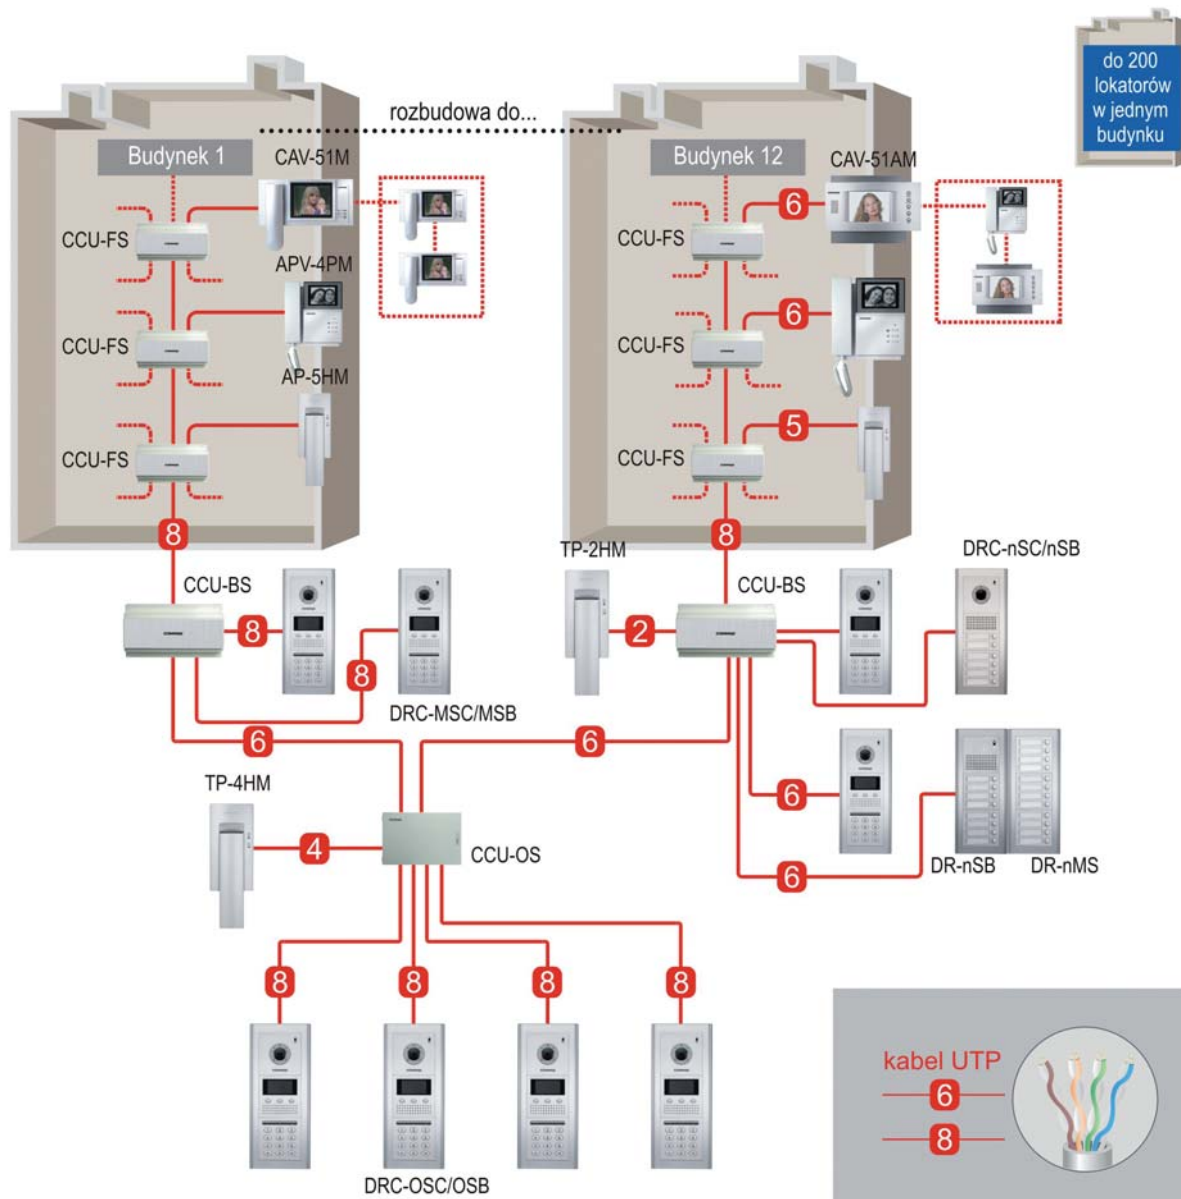 do 200
lokatorów
w jednym
budynku
rozbudowa do...
Budynek 1
CAV-51M
Budynek 12
CAV-51AM
6
CCU-FS
CCU-FS
APV-4PM
6
CCU-FS
CCU-FS
AP-5HM
5
CCU-FS
CCU-FS
8
8
TP-2HM
DRC-nSC/nSB
CCU-BS
CCU-BS
8
2
8
DRC-MSC/MSB
6
6
TP-4HM
6
4
CCU-OS
DR-nSB
DR-nMS
6
8
8
8
8
kabel UTP
6
8
DRC-OSC/OSB